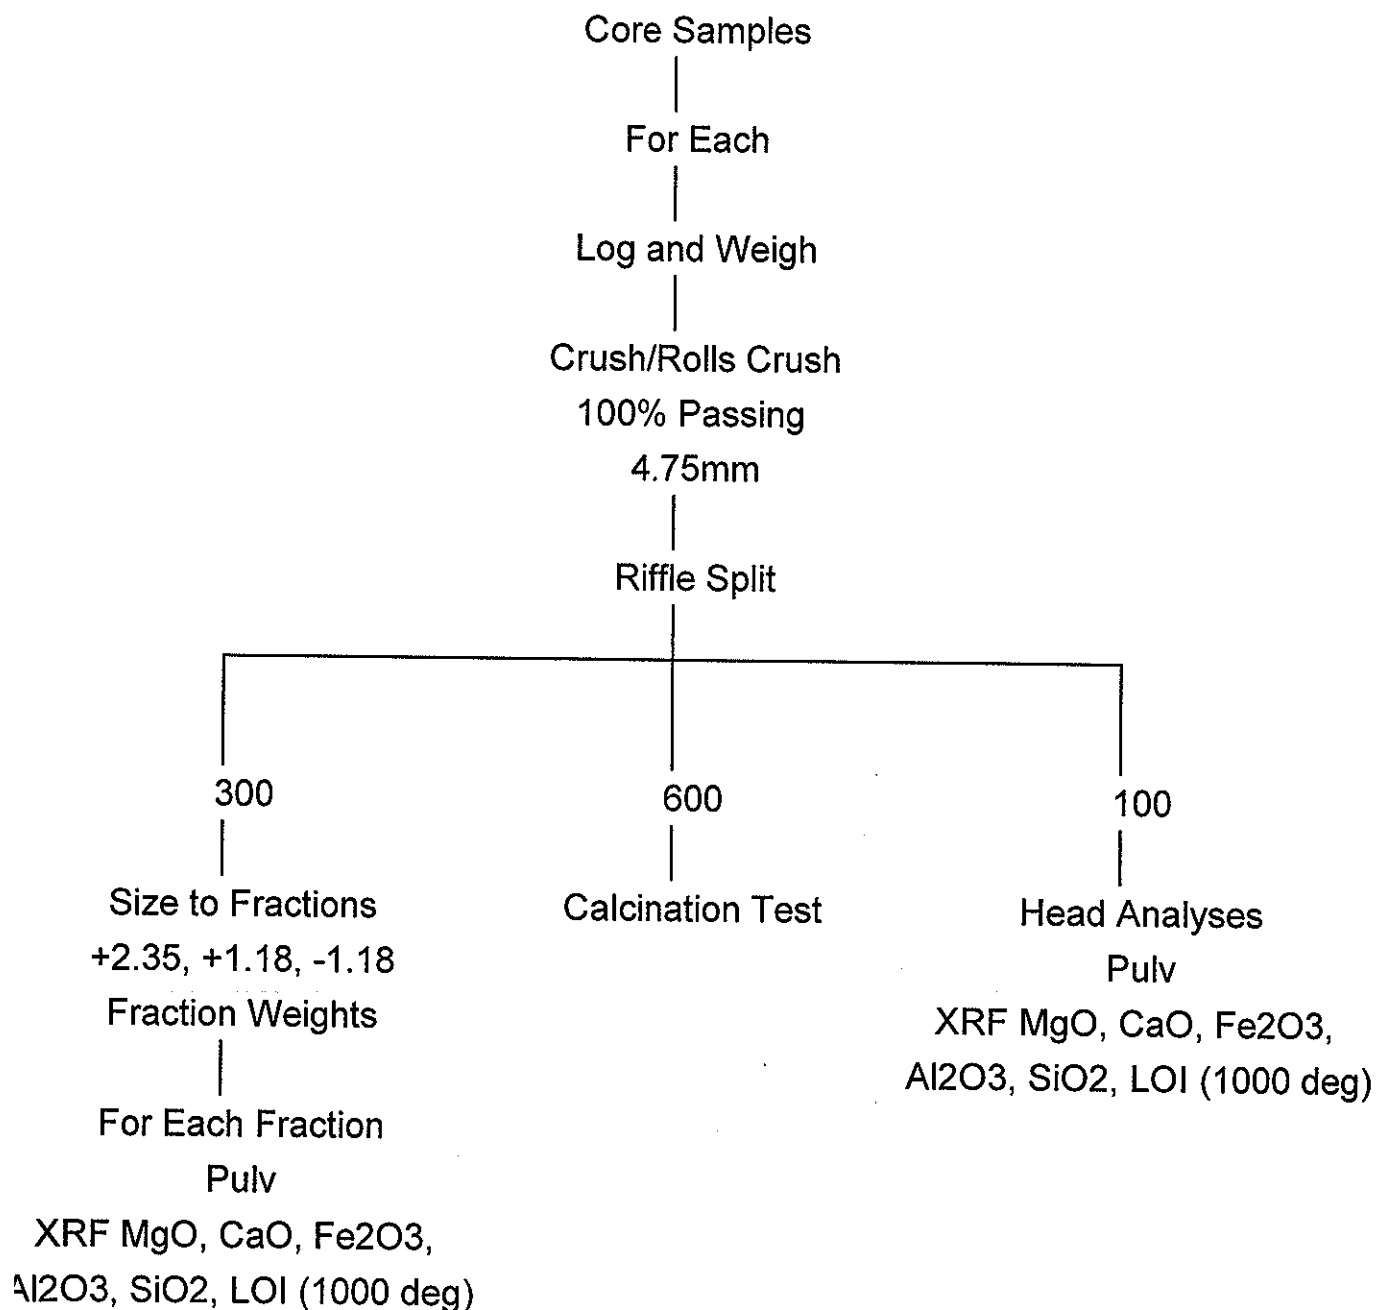 Core Samples
For Each
Log and Weigh
Crush/Rolls Crush
100% Passing
4.75mm
Riffle Split
300
Size to Fractions
+2.35, +1.18, -1.18
Fraction Weights
For Each Fraction
Pulv
XRF MgO, CaO, Fe2O3,
Al2O3, SiO2, LOI (1000 deg)
600
Calcination Test
100
Head Analyses
Pulv
XRF MgO, CaO, Fe2O3,
Al2O3, SiO2, LOI (1000 deg)